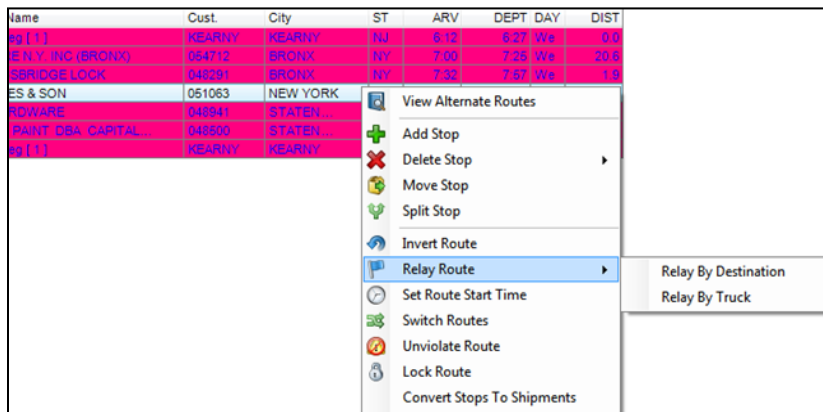 Name Cust. City ST ARV DEPT DAY DIST
eg [ 1 ] KEARNY KEARNY NJ 6:12 6:27 We 0.0
E N.Y. INC (BRONX) 054712 BRONX NY 7:00 7:25 We 20.6
SBRIDGE LOCK 048291 BRONX NY 7:32 7:57 We 1.9
ES & SON 051063 NEW YORK
RDWARE 048941 STATEN...
PAINT DBA CAPITAL... 048500 STATEN...
eg [ 1 ] KEARNY KEARNY
View Alternate Routes
Add Stop
Delete Stop
Move Stop
Split Stop
Invert Route
Relay Route
Relay By Destination
Relay By Truck
Set Route Start Time
Switch Routes
Unviolate Route
Lock Route
Convert Stops To Shipments